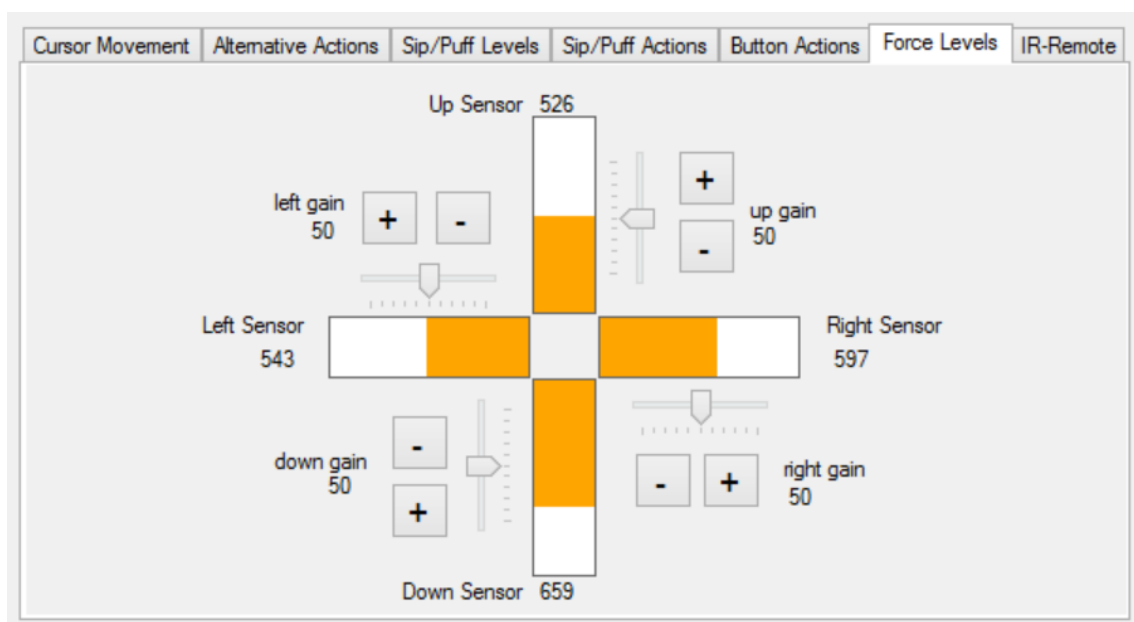 Cursor Movement Alternative Actions Sip/Puff Levels Sip/Puff Actions Button Actions Force Levels IR-Remote
Up Sensor 526
left gain
50
+ -
+
-
up gain
50
Left Sensor
543
Right Sensor
597
down gain
50
-
+
- +
right gain
50
Down Sensor 659